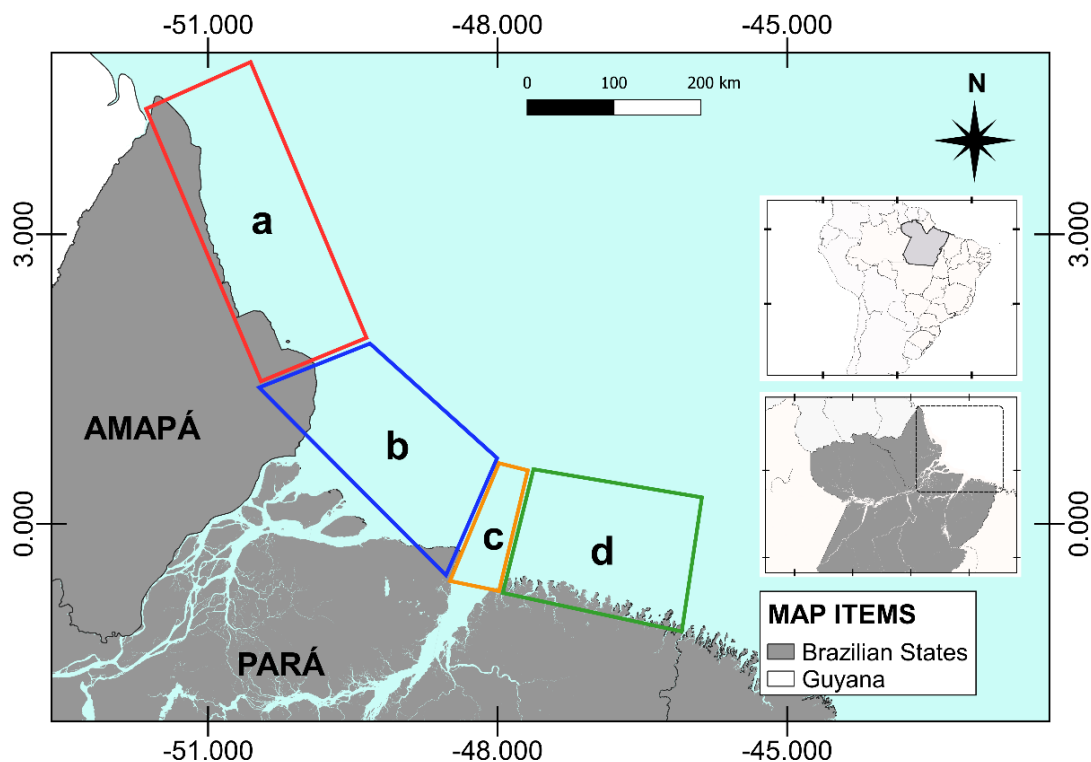 -51.000 -48.000 -45.000
0 100 200 km
N
a
3.000 3.000
AMAPÁ
b
c
d
0.000 0.000
PARÁ
MAP ITEMS
Brazilian States
Guyana
-51.000 -48.000 -45.000